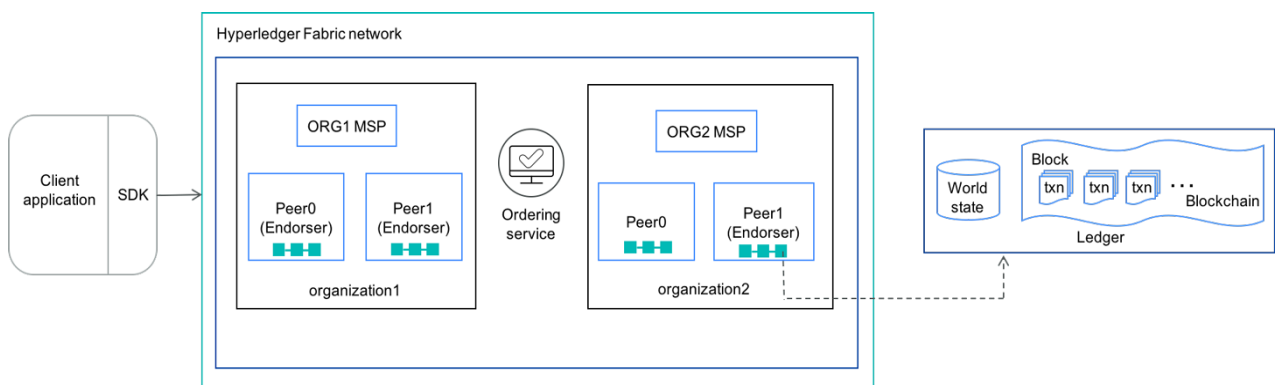 Hyperledger Fabric network
Client
application
SDK
ORG1 MSP
Peer0
(Endorser)
Peer1
(Endorser)
organization1
Ordering
service
ORG2 MSP
Peer0
Peer1
(Endorser)
organization2
World
state
Block
txn
txn
txn
...
Blockchain
Ledger